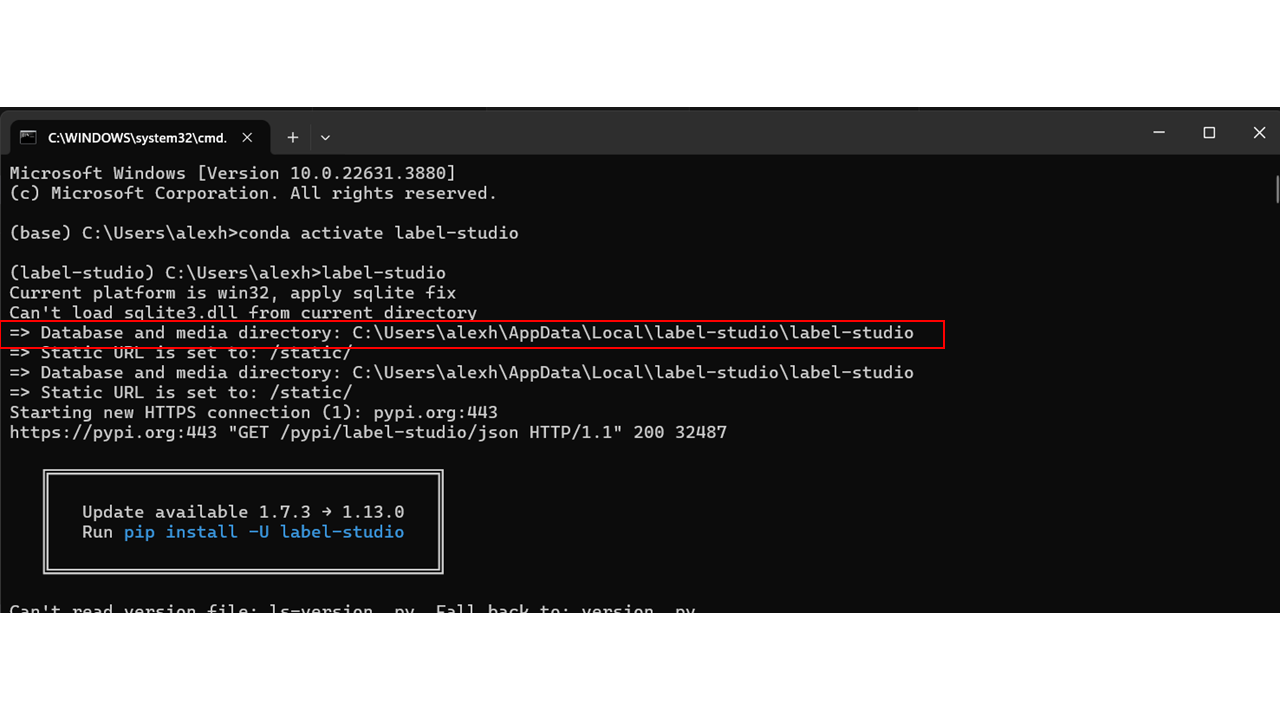 C:\WINDOWS\system32\cmd.
Microsoft Windows [Version 10.0.22631.3880]
(c) Microsoft Corporation. All rights reserved.
(base) C:\Users\alexh>conda activate label-studio
(label-studio) C:\Users\alexh>label-studio
Current platform is win32, apply sqlite fix
Can't load sqlite3.dll from current directory
=> Database and media directory: C:\Users\alexh\AppData\Local\label-studio\label-studio
=> Static URL is set to: /static/
=> Database and media directory: C:\Users\alexh\AppData\Local\label-studio\label-studio
=> Static URL is set to: /static/
Starting new HTTPS connection (1): pypi.org:443
https://pypi.org:443 "GET /pypi/label-studio/json HTTP/1.1" 200 32487
Update available 1.7.3 → 1.13.0
Run pip install -U label-studio
Can't read version file: ls-version_.py. Fall back to: version_.py